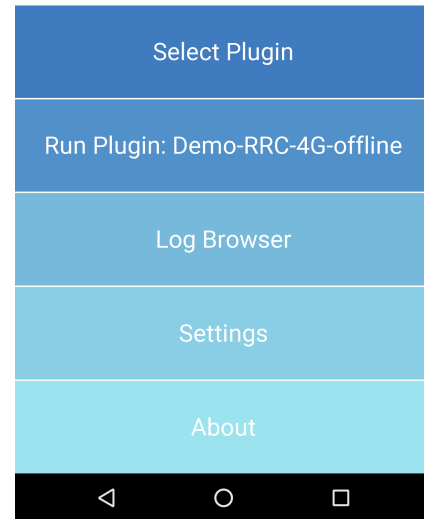 Select Plugin
Run Plugin: Demo-RRC-4G-offline
Log Browser
Settings
About